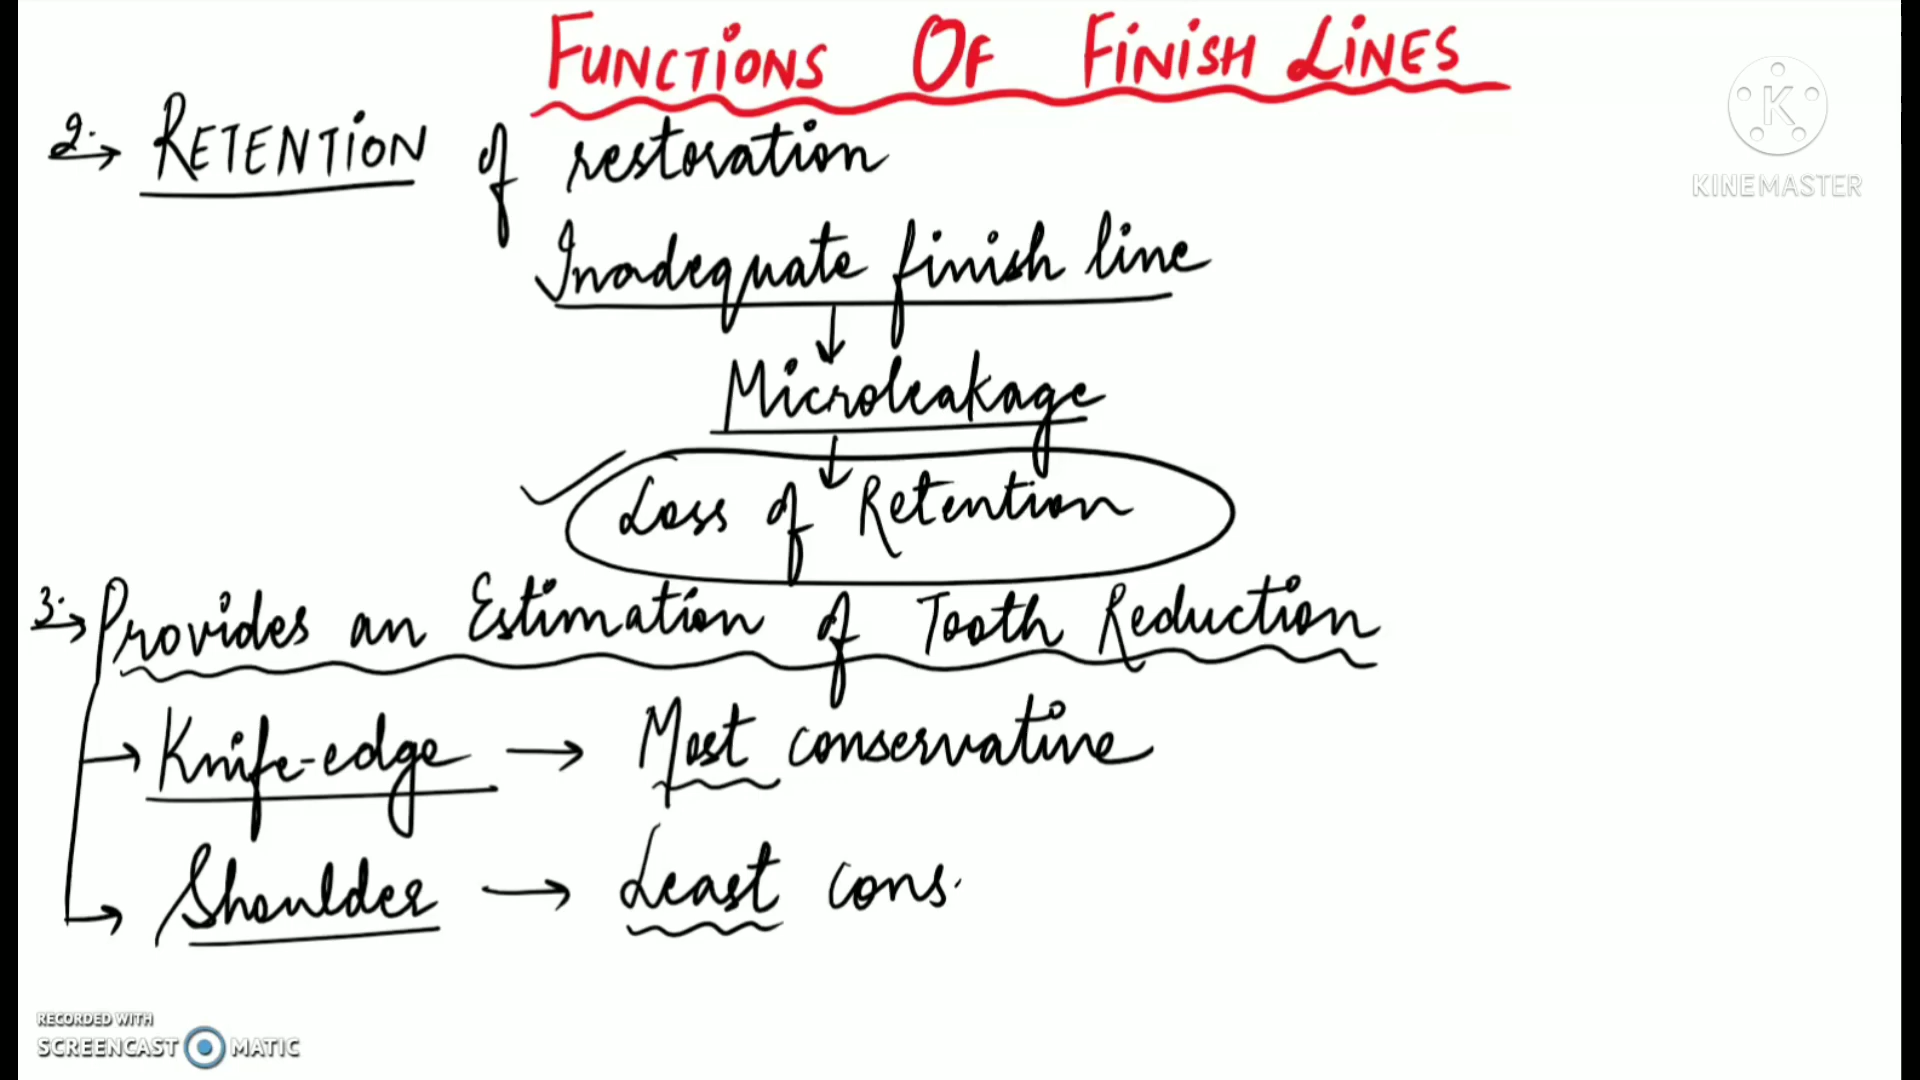 FUNCTIONS OF FINISH LINES
2. → RETENTION of restoration
Inadequate finish line
↓
Microleakage
↓
Loss of Retention
3. → Provides an Estimation of Tooth Reduction
→ Knife-edge → Most conservative
→ Shoulder → Least cons.
K
KINEMASTER
RECORDED WITH
SCREENCAST MATIC